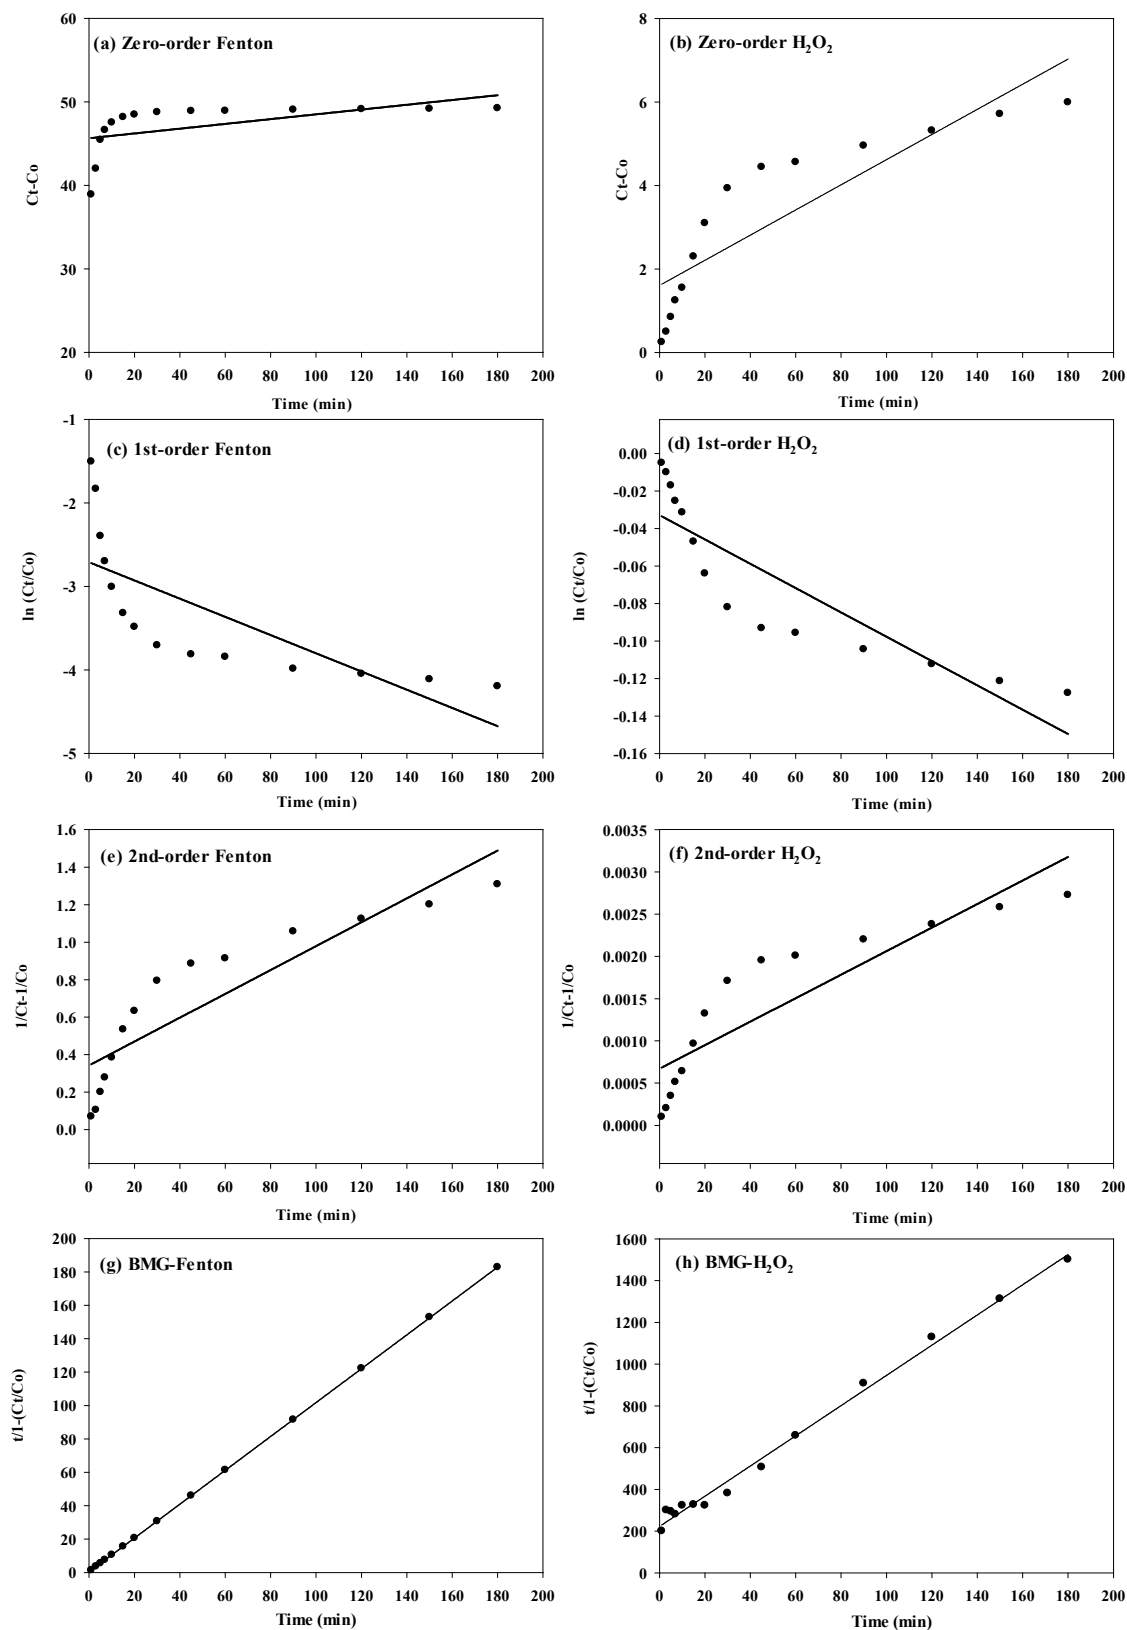 (a) Zero-order Fenton
Ct-Co
60
50
40
30
20
0 20 40 60 80 100 120 140 160 180 200
Time (min)
(b) Zero-order H₂O₂
Ct-Co
8
6
4
2
0
0 20 40 60 80 100 120 140 160 180 200
Time (min)
(c) 1st-order Fenton
ln (Ct/Co)
-1
-2
-3
-4
-5
0 20 40 60 80 100 120 140 160 180 200
Time (min)
(d) 1st-order H₂O₂
ln (Ct/Co)
0.00
-0.02
-0.04
-0.06
-0.08
-0.10
-0.12
-0.14
-0.16
0 20 40 60 80 100 120 140 160 180 200
Time (min)
(e) 2nd-order Fenton
1/Ct-1/Co
1.6
1.4
1.2
1.0
0.8
0.6
0.4
0.2
0.0
0 20 40 60 80 100 120 140 160 180 200
Time (min)
(f) 2nd-order H₂O₂
1/Ct-1/Co
0.0035
0.0030
0.0025
0.0020
0.0015
0.0010
0.0005
0.0000
0 20 40 60 80 100 120 140 160 180 200
Time (min)
(g) BMG-Fenton
t/1-(Ct/Co)
200
180
160
140
120
100
80
60
40
20
0
0 20 40 60 80 100 120 140 160 180 200
Time (min)
(h) BMG-H₂O₂
t/1-(Ct/Co)
1600
1400
1200
1000
800
600
400
200
0
0 20 40 60 80 100 120 140 160 180 200
Time (min)